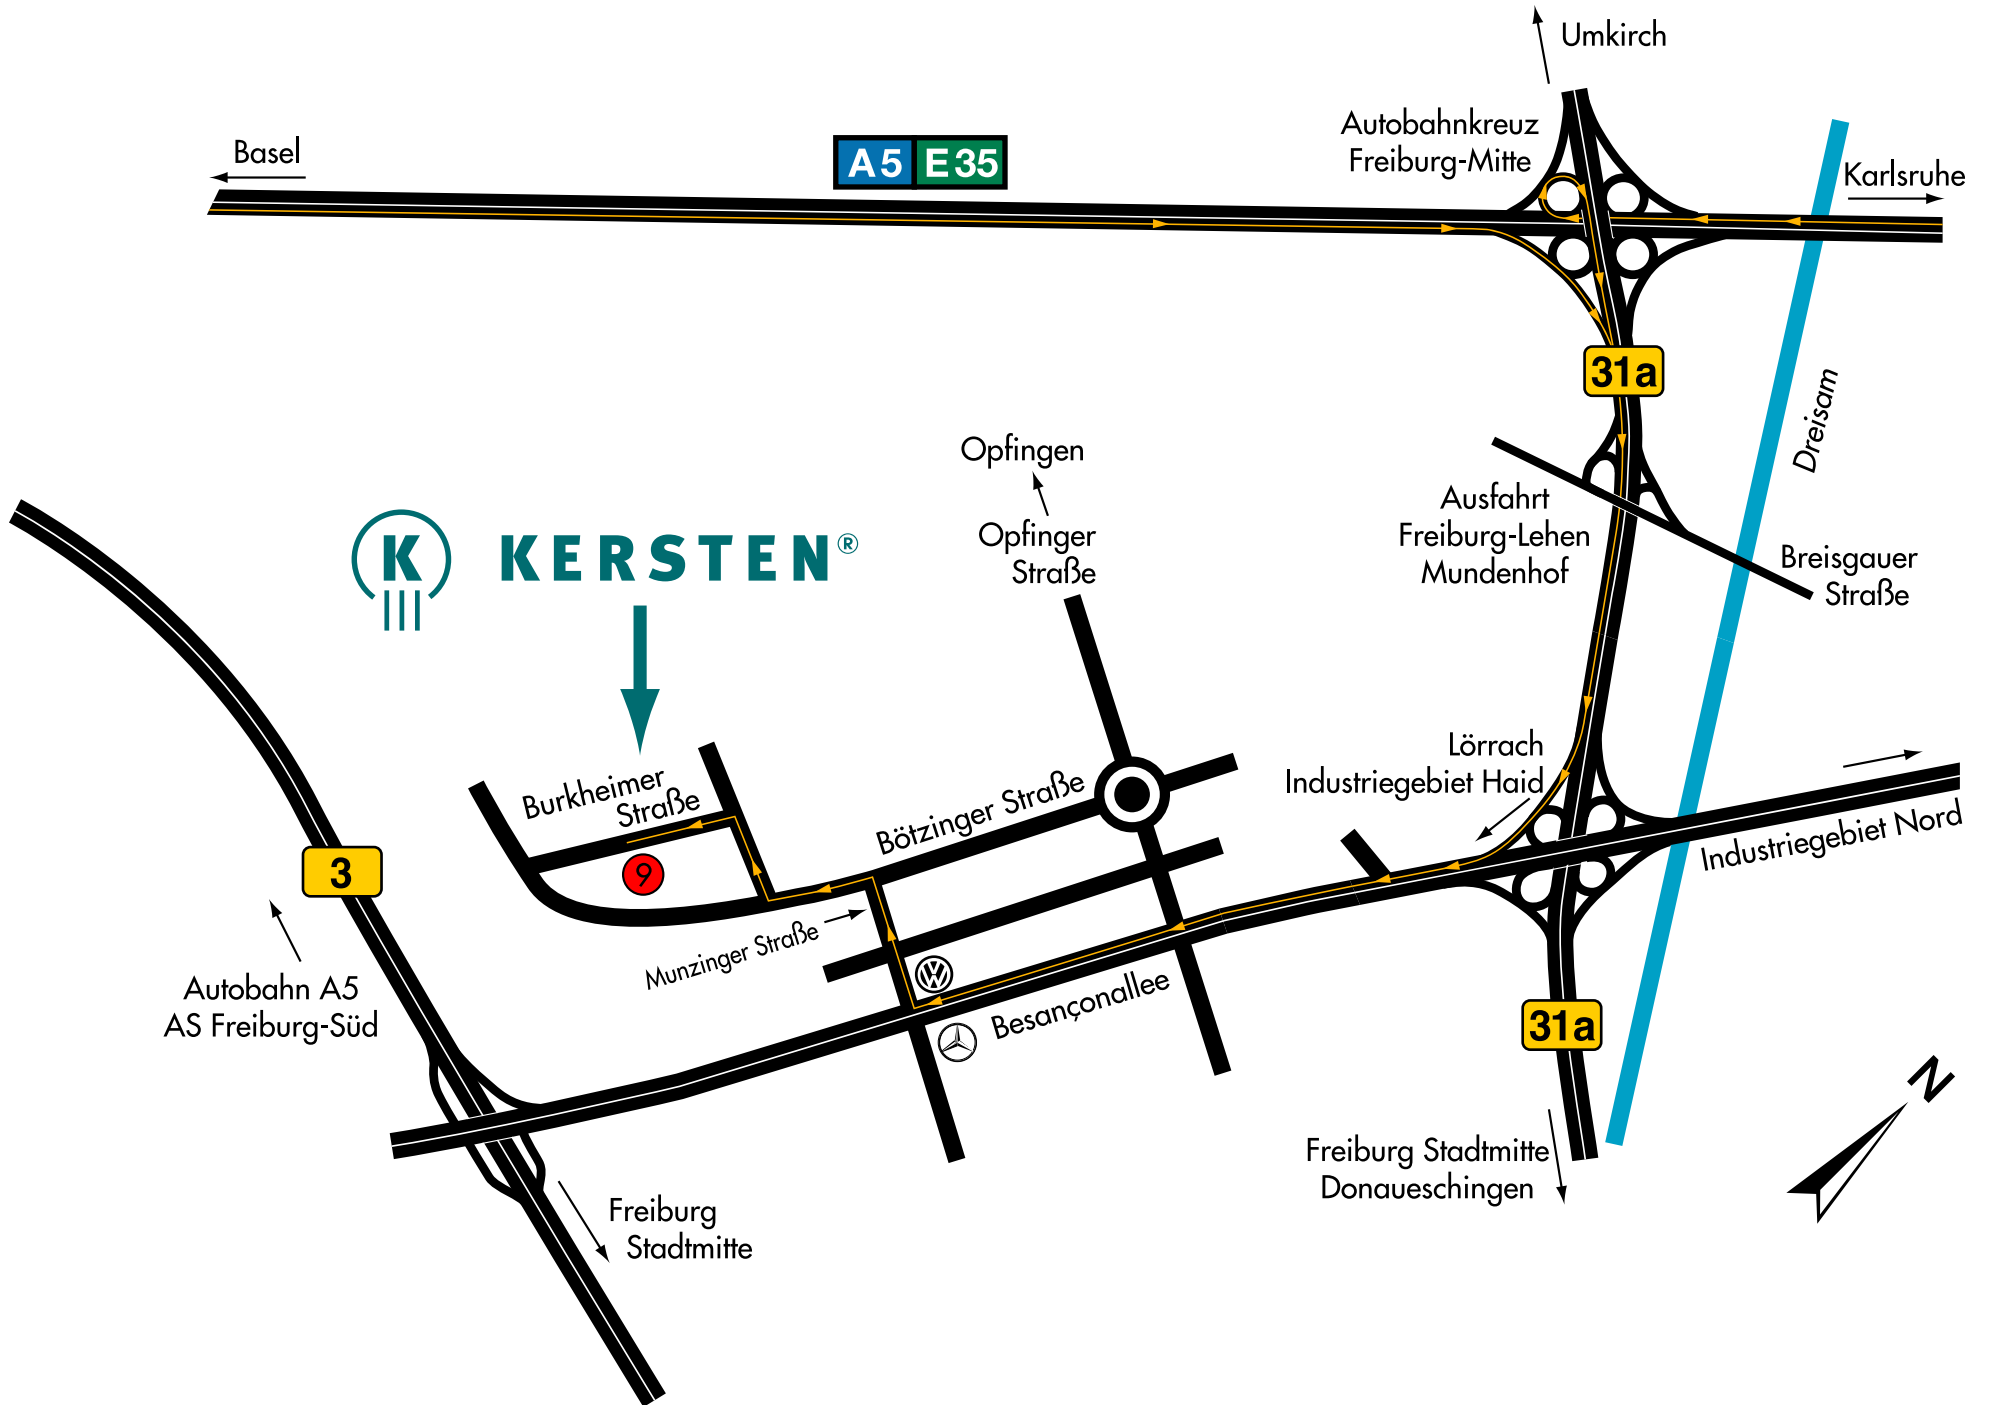 Umkirch
Autobahnkreuz
Freiburg-Mitte
Basel
A 5 E 35
Karlsruhe
31a
Dreisam
Opfingen
Opfinger
Straße
Ausfahrt
Freiburg-Lehen
Mundenhof
Breisgauer
Straße
K KERSTEN®
Lörrach
Industriegebiet Haid
Burkheimer
Straße
Bötzinger Straße
Industriegebiet Nord
3
9
Munzinger Straße
Autobahn A5
AS Freiburg-Süd
Besançonallee
31a
N
Freiburg Stadtmitte
Donaueschingen
Freiburg
Stadtmitte